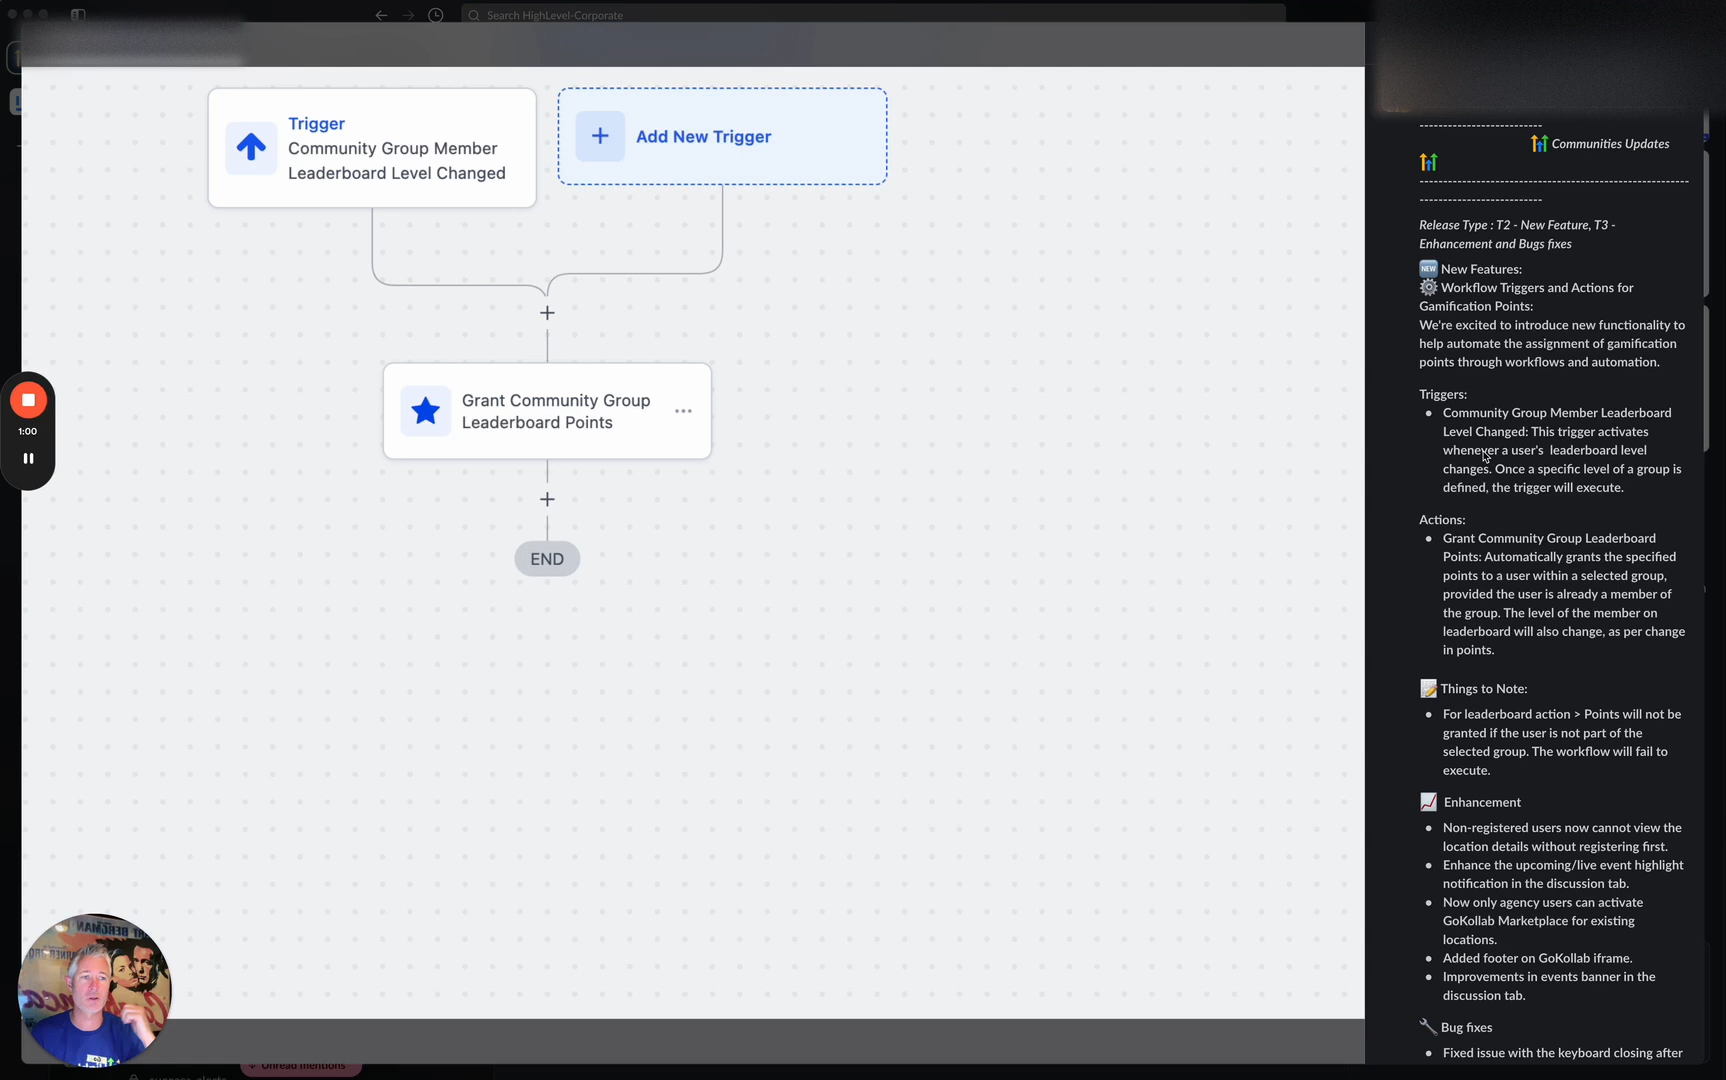 Search HighLevel-Corporate
Trigger
Community Group Member
Leaderboard Level Changed
Add New Trigger
Grant Community Group
Leaderboard Points
END
1:00
Unread mentions
--------------------------
Communities Updates
---------------------------------------------------------
--------------------------
Release Type : T2 - New Feature, T3 -
Enhancement and Bugs fixes
NEW New Features:
Workflow Triggers and Actions for
Gamification Points:
We're excited to introduce new functionality to
help automate the assignment of gamification
points through workflows and automation.
Triggers:
• Community Group Member Leaderboard
Level Changed: This trigger activates
whenever a user's leaderboard level
changes. Once a specific level of a group is
defined, the trigger will execute.
Actions:
• Grant Community Group Leaderboard
Points: Automatically grants the specified
points to a user within a selected group,
provided the user is already a member of
the group. The level of the member on
leaderboard will also change, as per change
in points.
Things to Note:
• For leaderboard action > Points will not be
granted if the user is not part of the
selected group. The workflow will fail to
execute.
Enhancement
• Non-registered users now cannot view the
location details without registering first.
• Enhance the upcoming/live event highlight
notification in the discussion tab.
• Now only agency users can activate
GoKollab Marketplace for existing
locations.
• Added footer on GoKollab iframe.
• Improvements in events banner in the
discussion tab.
Bug fixes
• Fixed issue with the keyboard closing after